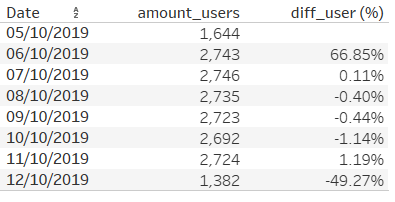 Date amount_users diff_user (%)
05/10/2019 1,644
06/10/2019 2,743 66.85%
07/10/2019 2,746 0.11%
08/10/2019 2,735 -0.40%
09/10/2019 2,723 -0.44%
10/10/2019 2,692 -1.14%
11/10/2019 2,724 1.19%
12/10/2019 1,382 -49.27%